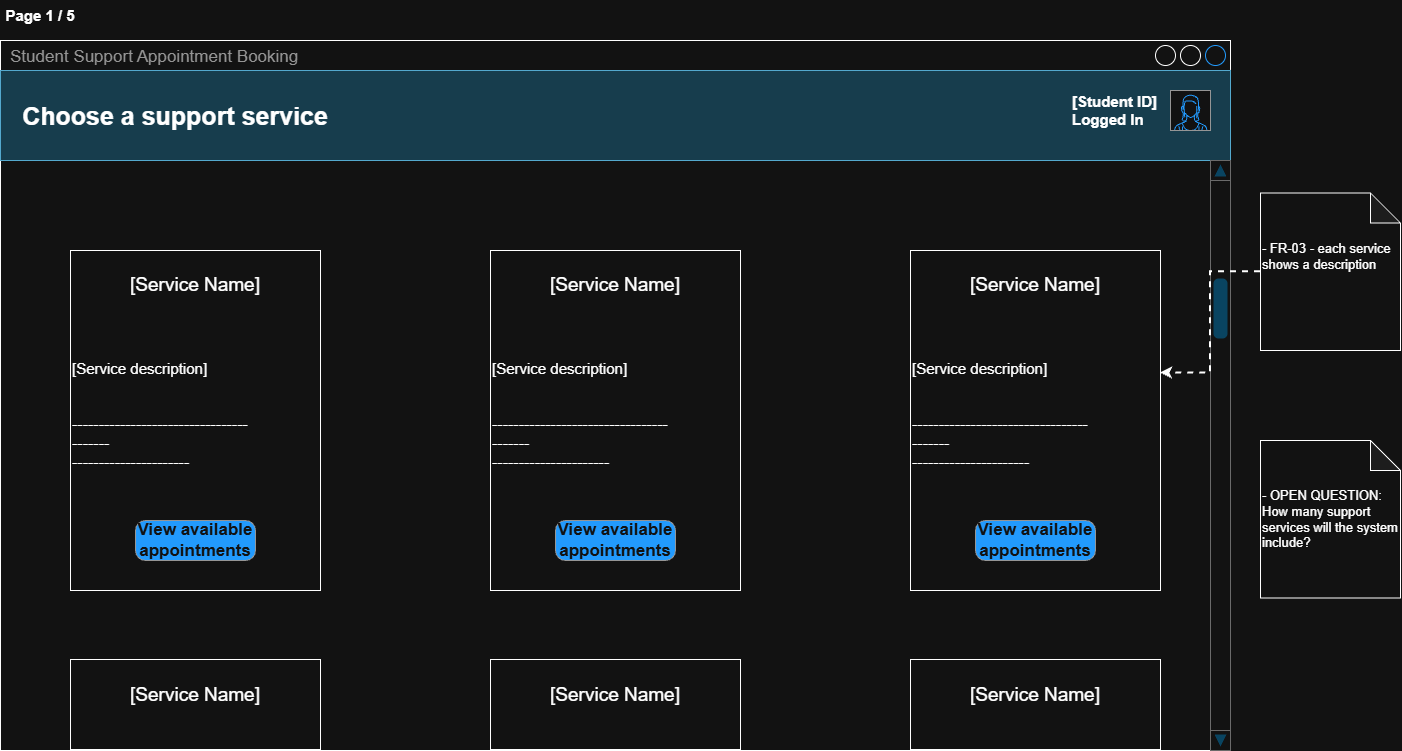 Page 1 / 5
Student Support Appointment Booking
Choose a support service
[Student ID]
Logged In
[Service Name]
[Service description]
View available
appointments
[Service Name]
[Service description]
View available
appointments
[Service Name]
[Service description]
View available
appointments
- FR-03 - each service
shows a description
- OPEN QUESTION:
How many support
services will the system
include?
[Service Name]
[Service Name]
[Service Name]